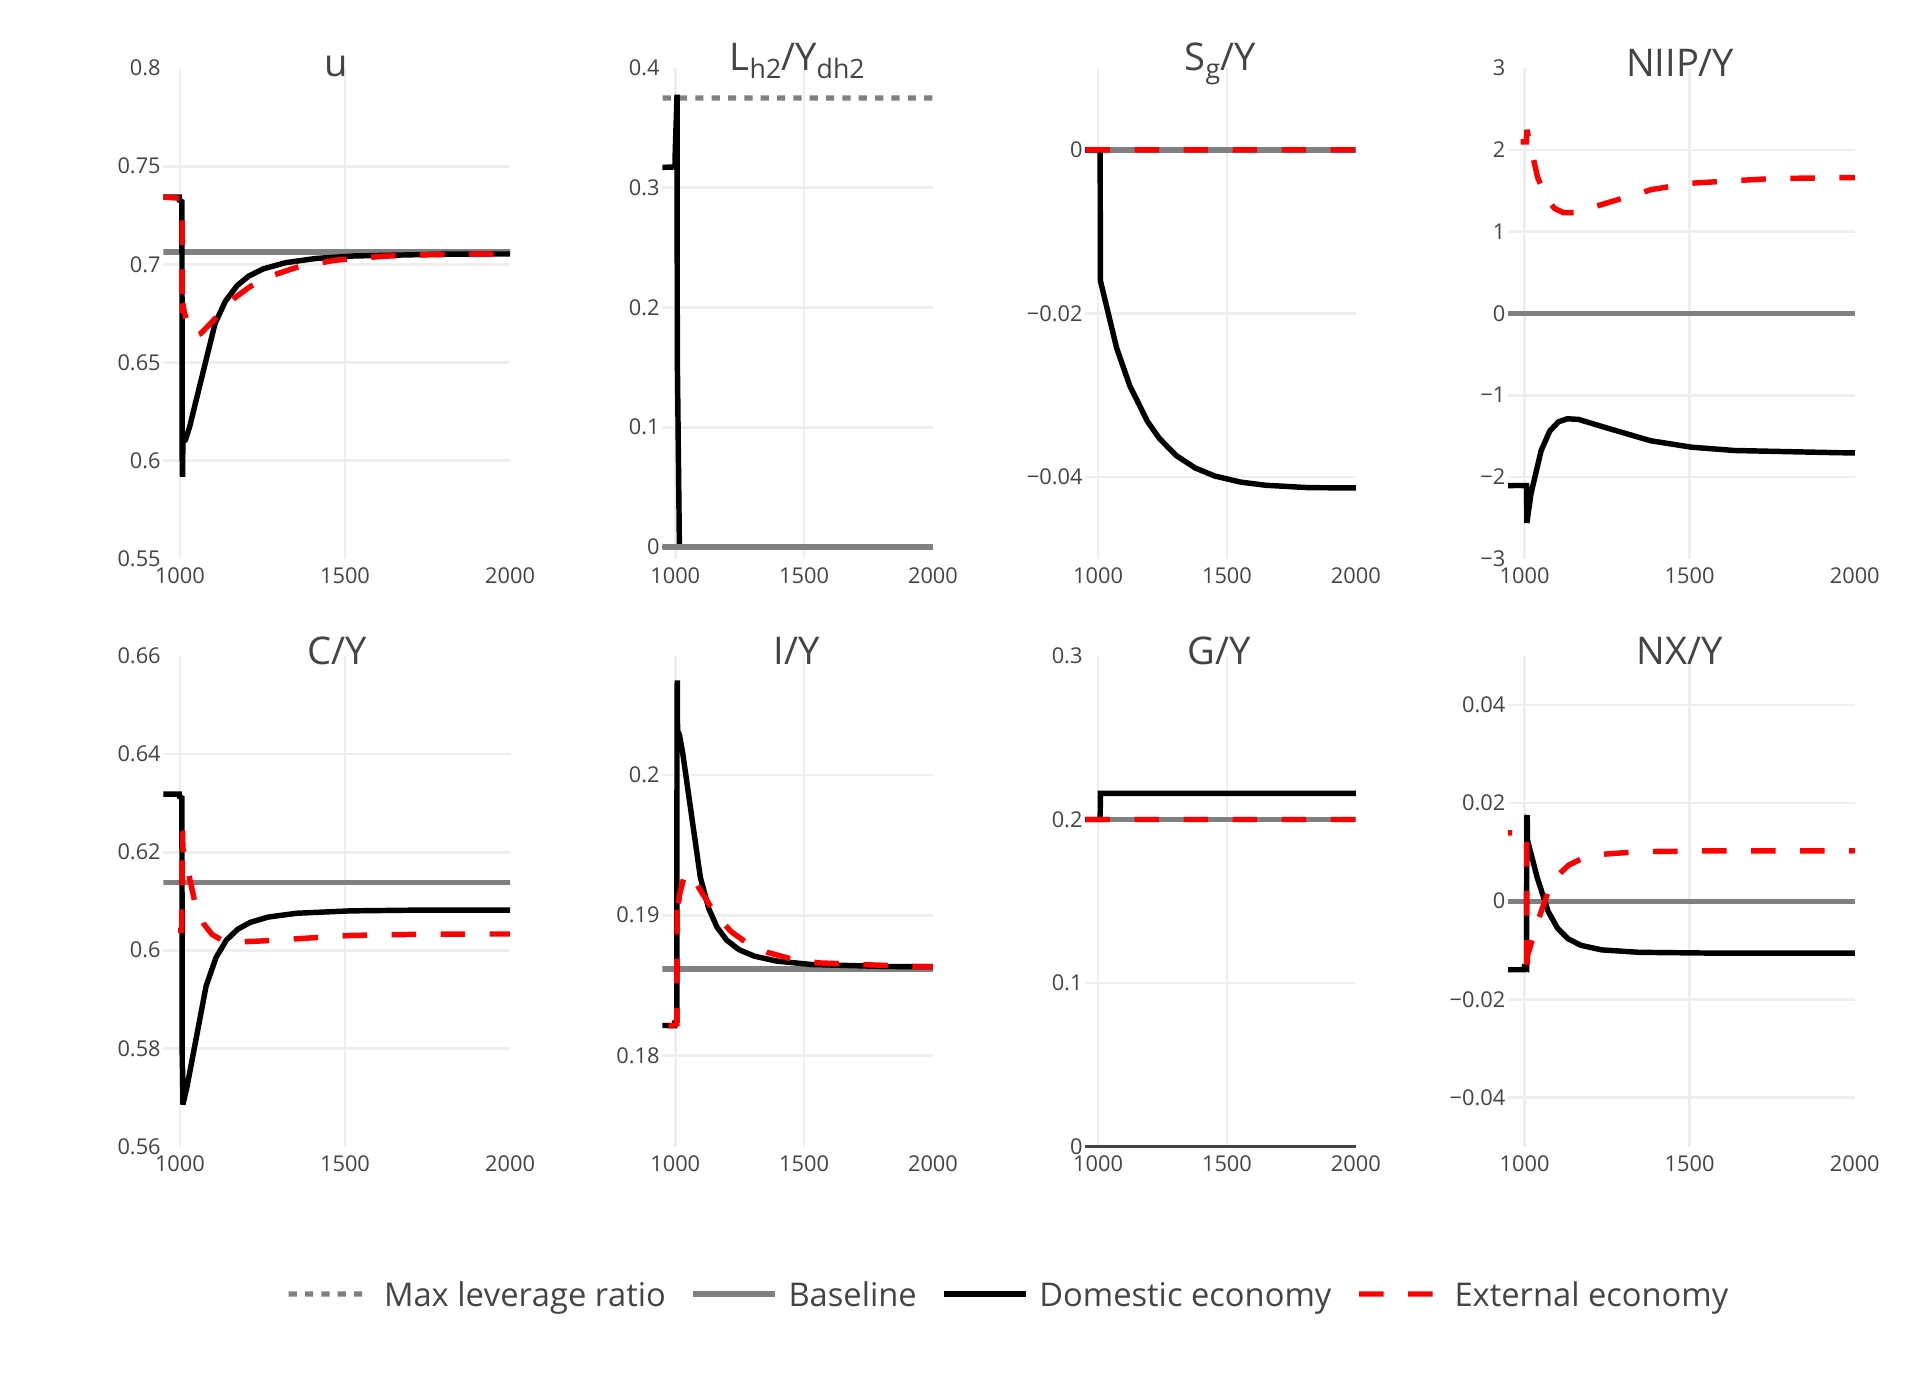 u
0.8
0.75
0.7
0.65
0.6
0.55
1000 1500 2000
L_h2/Y_dh2
0.4
0.3
0.2
0.1
0
1000 1500 2000
S_g/Y
0
−0.02
−0.04
1000 1500 2000
NIIP/Y
3
2
1
0
−1
−2
−3
1000 1500 2000
C/Y
0.66
0.64
0.62
0.6
0.58
0.56
1000 1500 2000
I/Y
0.2
0.19
0.18
1000 1500 2000
G/Y
0.3
0.2
0.1
0
1000 1500 2000
NX/Y
0.04
0.02
0
−0.02
−0.04
1000 1500 2000
Max leverage ratio Baseline Domestic economy External economy